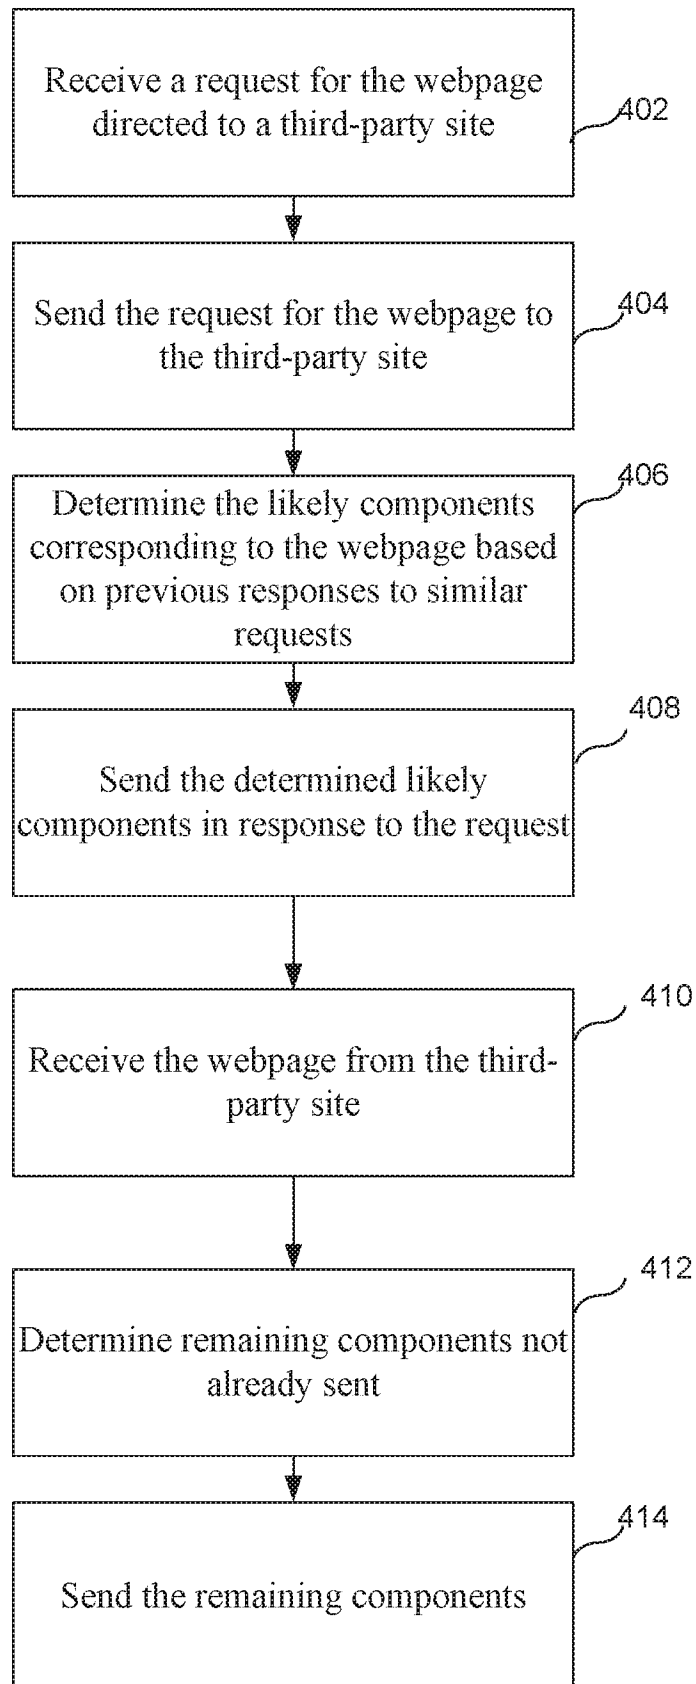 Receive a request for the webpage
directed to a third-party site
402
Send the request for the webpage to
the third-party site
404
Determine the likely components
corresponding to the webpage based
on previous responses to similar
requests
406
Send the determined likely
components in response to the request
408
Receive the webpage from the third-
party site
410
Determine remaining components not
already sent
412
Send the remaining components
414